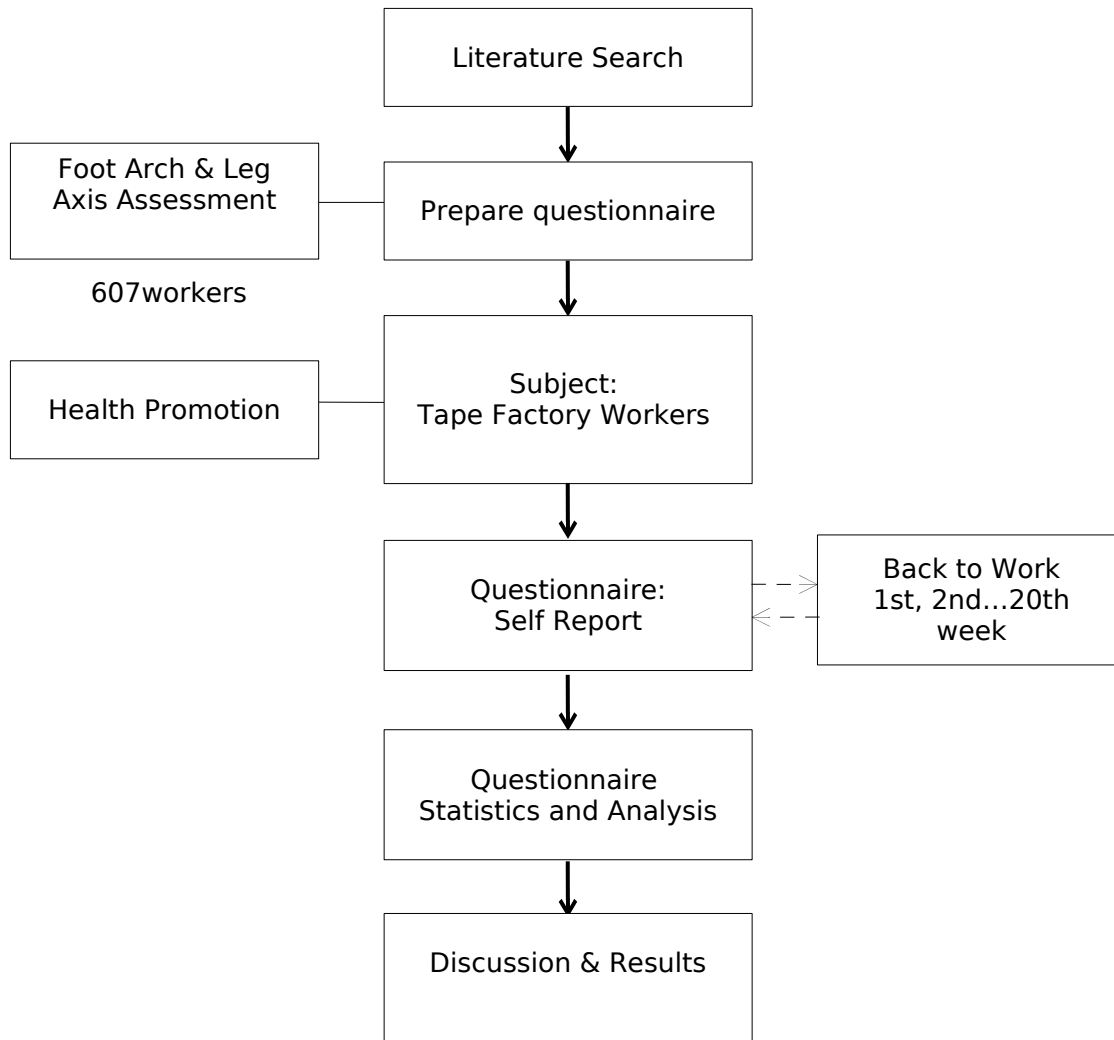 Literature Search
Foot Arch & Leg
Axis Assessment
Prepare questionnaire
607workers
Subject:
Tape Factory Workers
Health Promotion
Questionnaire:
Self Report
Back to Work
1st, 2nd…20th
week
Questionnaire
Statistics and Analysis
Discussion & Results